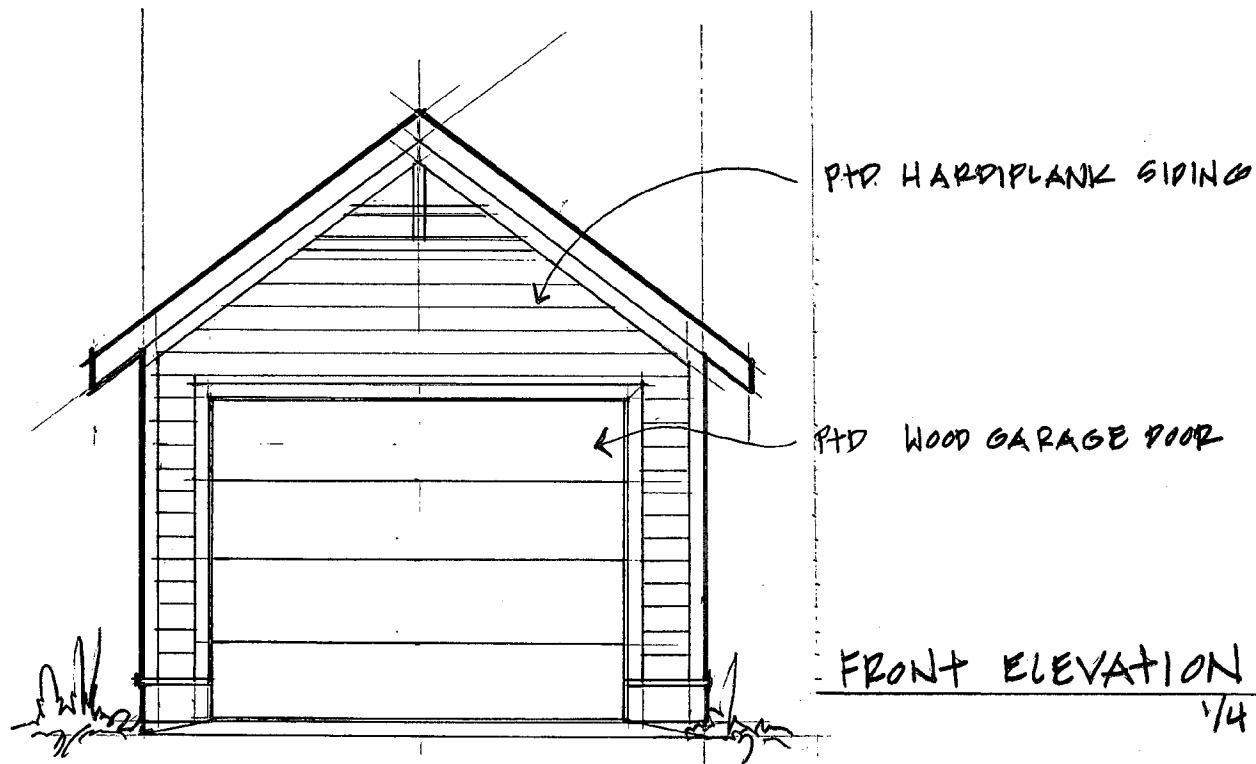 PTD. HARDIPLANK SIDING
PTD WOOD GARAGE DOOR
FRONT ELEVATION
1/4